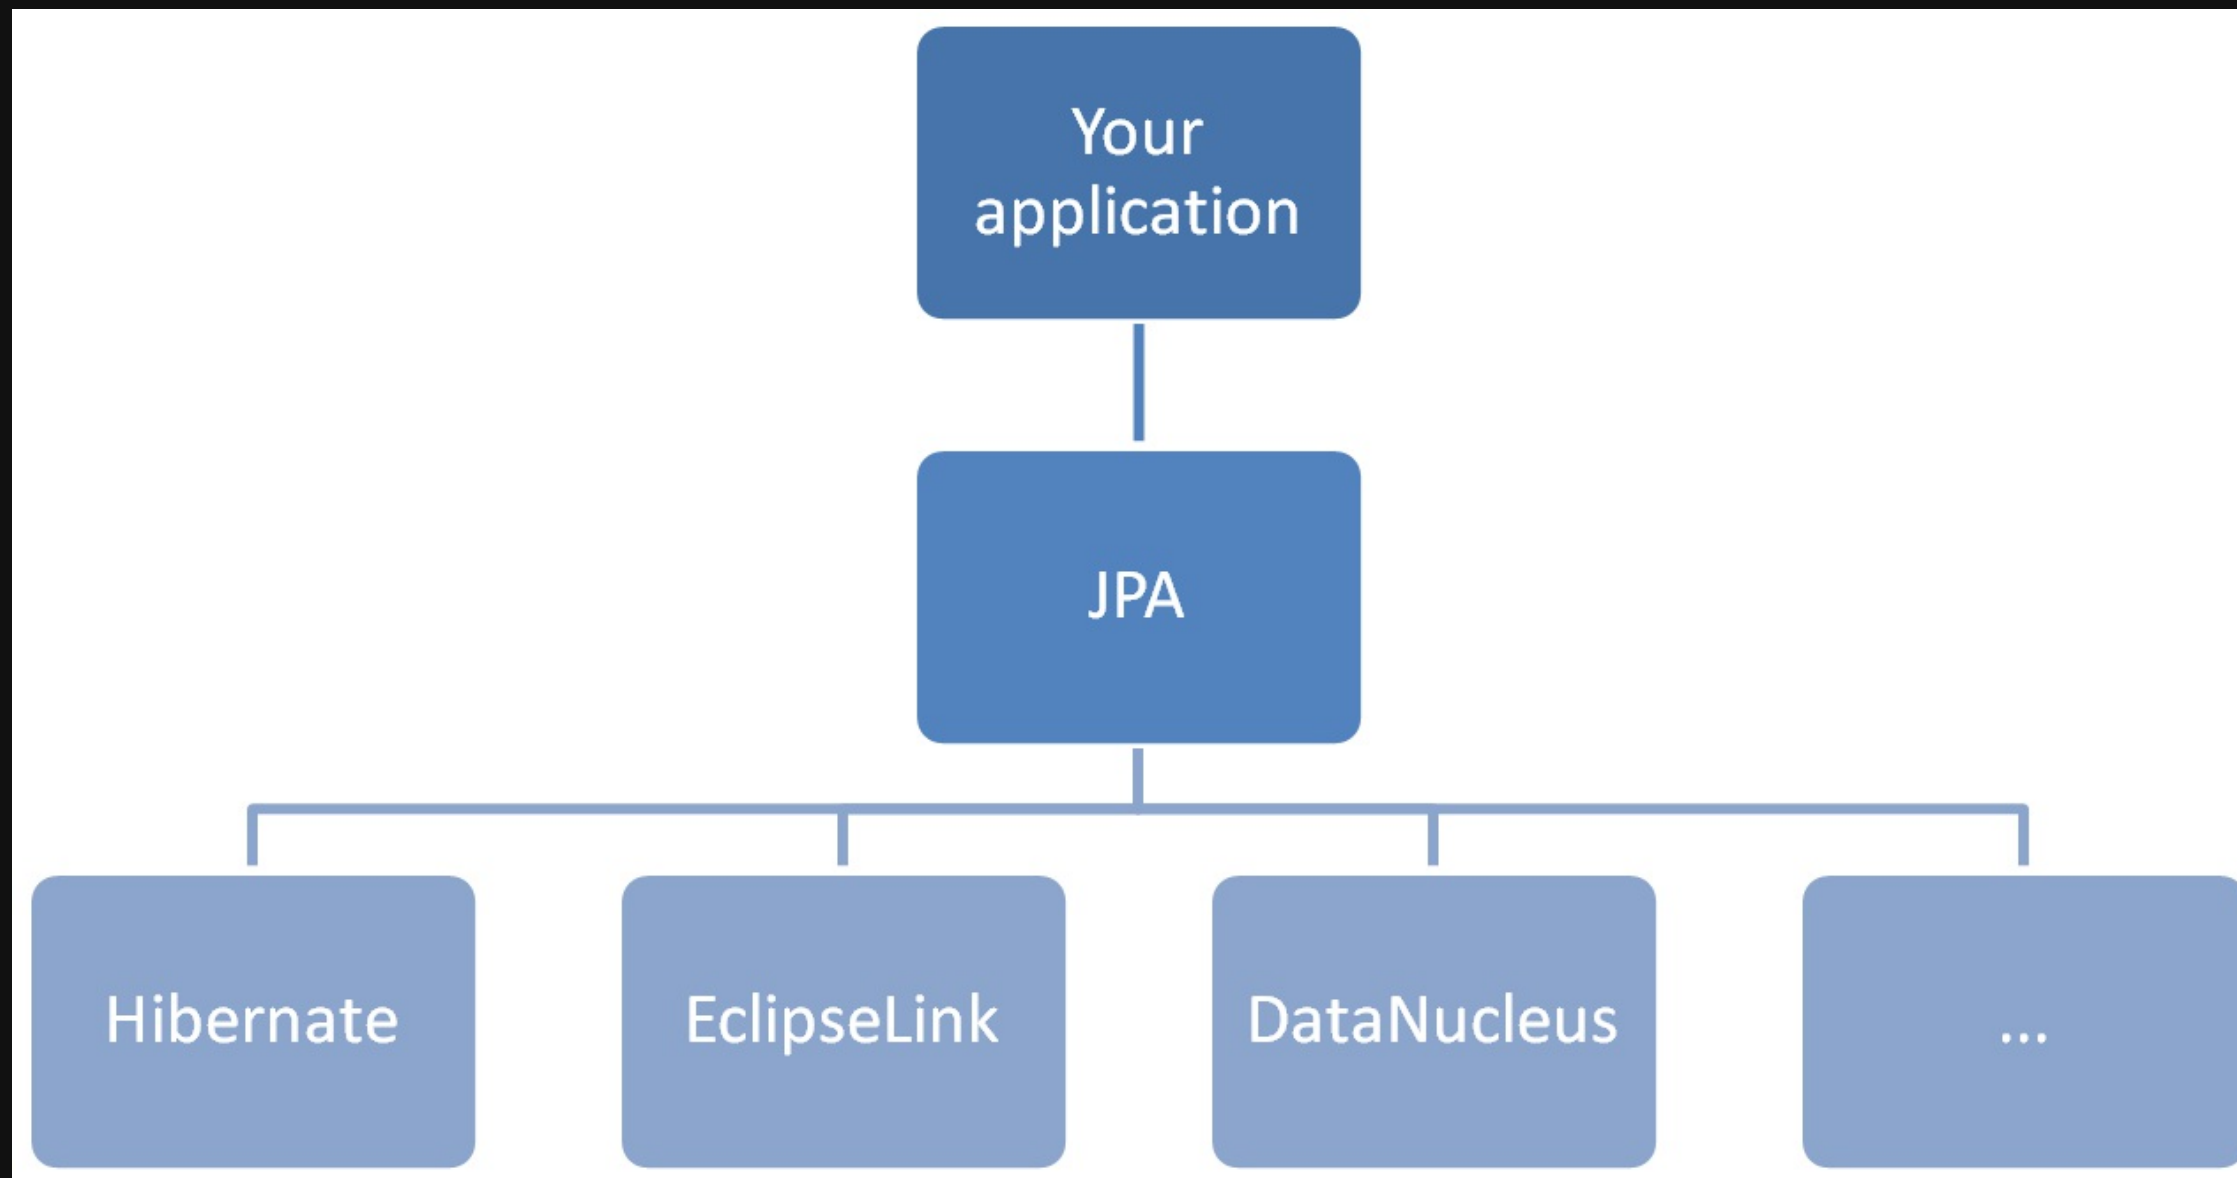 Your
application
JPA
Hibernate
EclipseLink
DataNucleus
...